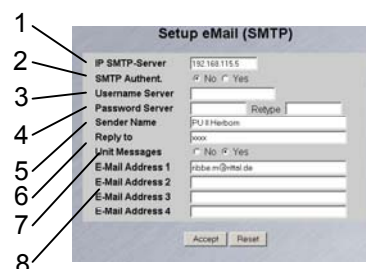 Setup eMail (SMTP)
1
IP SMTP-Server 192.168.115.5
2
SMTP Authent. No Yes
3
Username Server
4
Password Server Retype
5
Sender Name PU II Herborn
6
Reply to xxxx
7
Unit Messages No Yes
8
E-Mail Address 1 ribbe.m@rittal.de
E-Mail Address 2
E-Mail Address 3
E-Mail Address 4
Accept Reset